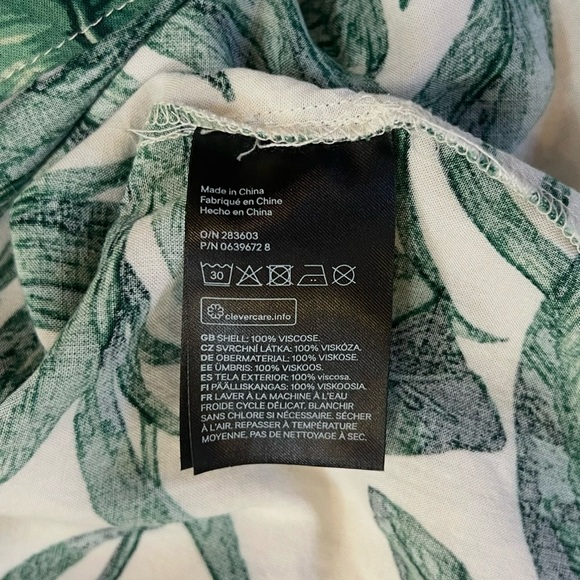 Made in China
Fabriqué en Chine
Hecho en China
O/N 283603
P/N 0639672 8
30
clevercare.info
GB SHELL: 100% VISCOSE.
CZ SVRCHNÍ LÁTKA: 100% VISKÓZA.
DE OBERMATERIAL: 100% VISKOSE.
EE ÜMBRIS: 100% VISKOOS.
ES TELA EXTERIOR: 100% viscosa.
FI PÄÄLLISKANGAS: 100% VISKOOSIA.
FR LAVER À LA MACHINE À L'EAU
FROIDE CYCLE DÉLICAT, BLANCHIR
SANS CHLORE SI NÉCESSAIRE. SÉCHER
À L'AIR. REPASSER À TEMPÉRATURE
MOYENNE, PAS DE NETTOYAGE À SEC.